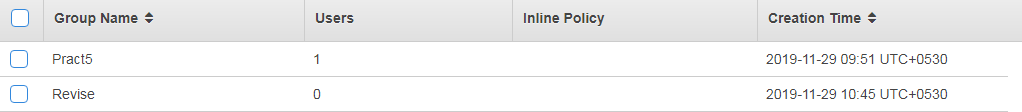 Group Name Users Inline Policy Creation Time
Pract5 1 2019-11-29 09:51 UTC+0530
Revise 0 2019-11-29 10:45 UTC+0530